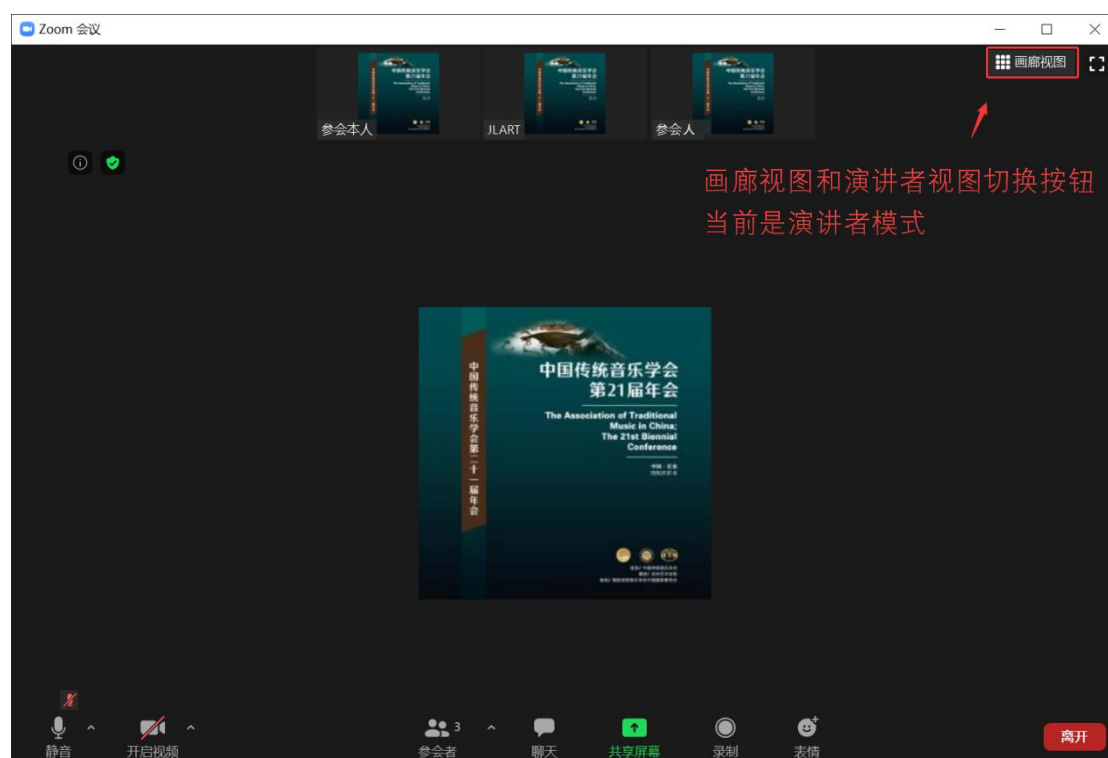 Zoom 会议
画廊视图
参会本人
JLART
参会人
画廊视图和演讲者视图切换按钮
当前是演讲者模式
中国传统音乐学会第二十一届年会
中国传统音乐学会
第21届年会
The Association of Traditional
Music in China;
The 21st Biennial
Conference
静音
开启视频
参会者
3
聊天
共享屏幕
录制
表情
离开